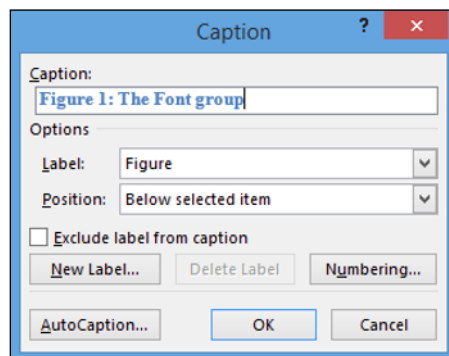 Caption ? ×
Caption:
Figure 1: The Font group
Options
Label: Figure
Position: Below selected item
Exclude label from caption
New Label... Delete Label Numbering...
AutoCaption... OK Cancel